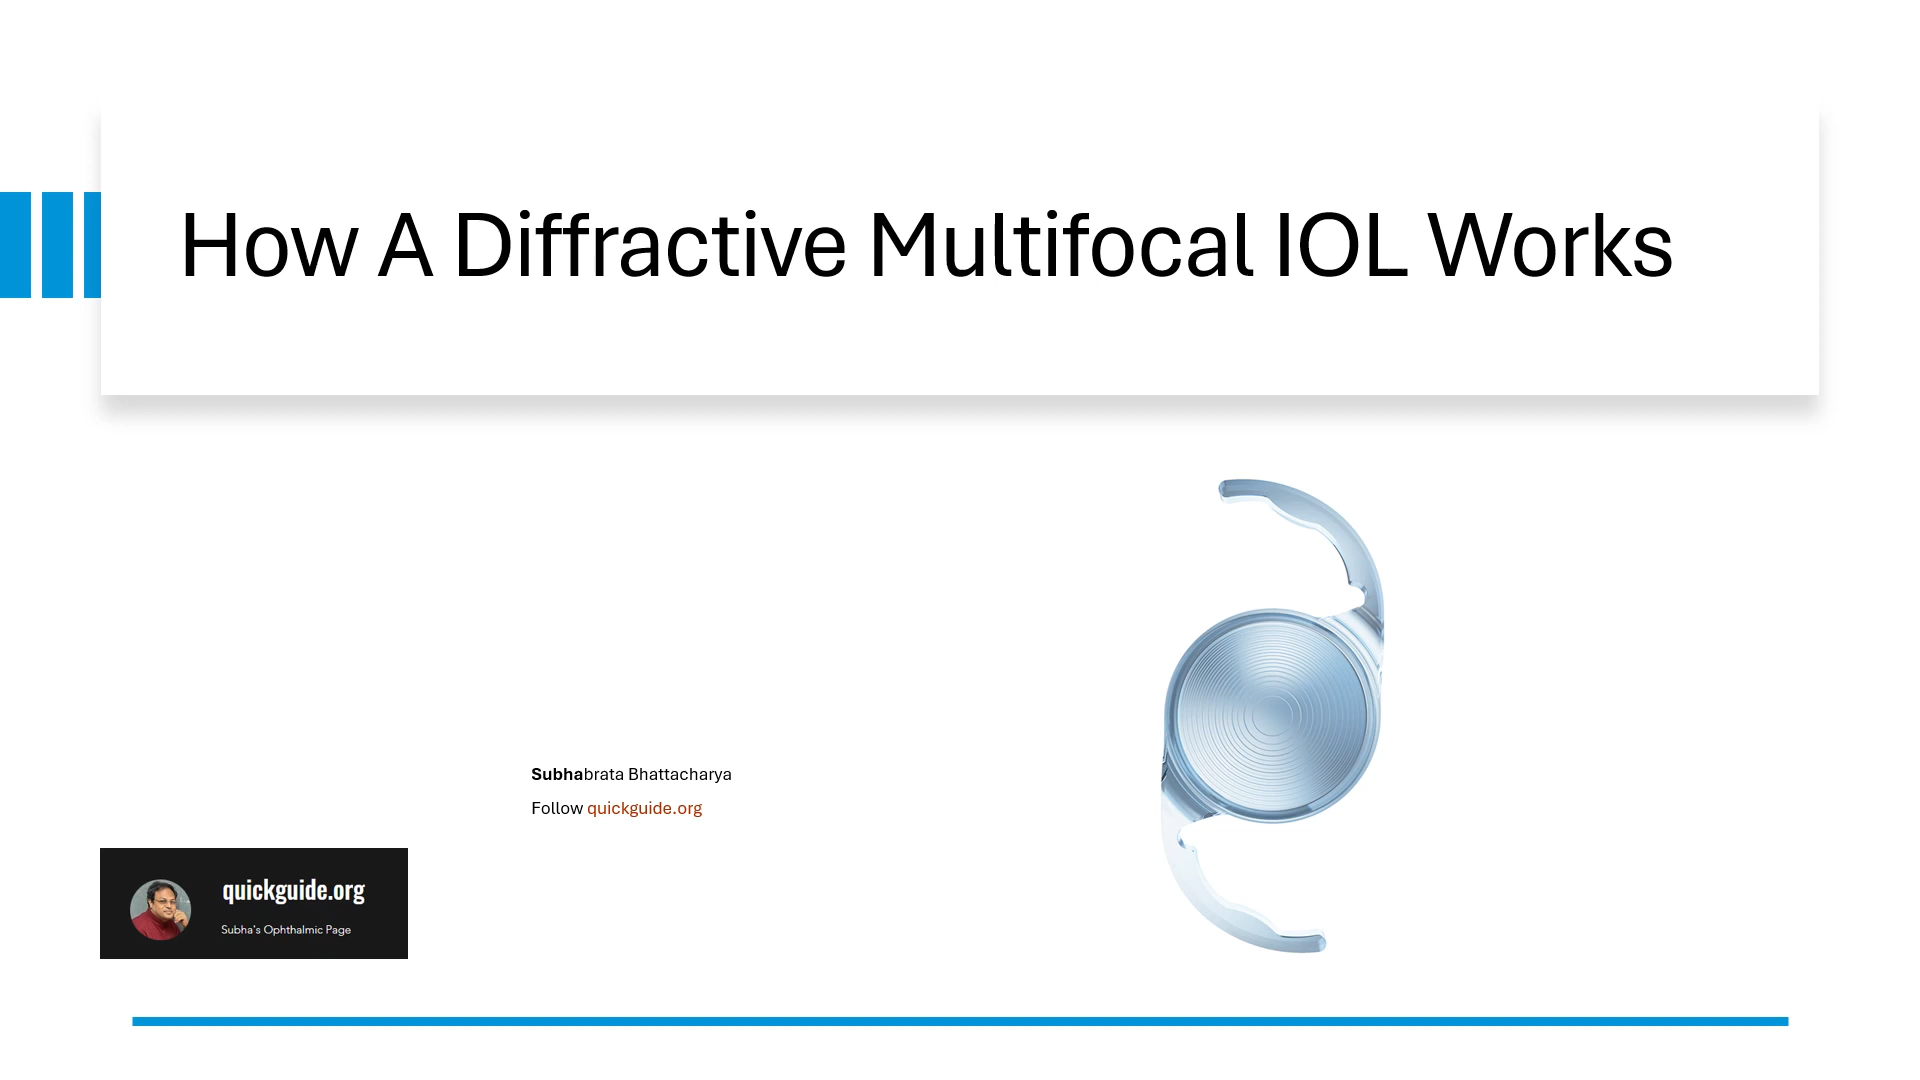 How A Diffractive Multifocal IOL Works
Subhabrata Bhattacharya
Follow quickguide.org
quickguide.org
Subha's Ophthalmic Page